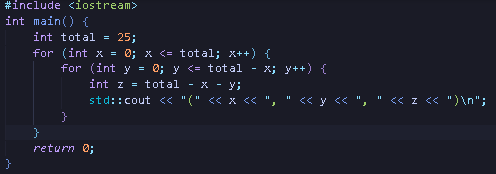 #include <iostream>
int main() {
    int total = 25;
    for (int x = 0; x <= total; x++) {
        for (int y = 0; y <= total - x; y++) {
            int z = total - x - y;
            std::cout << "(" << x << ", " << y << ", " << z << ")\n";
        }
    }
    return 0;
}